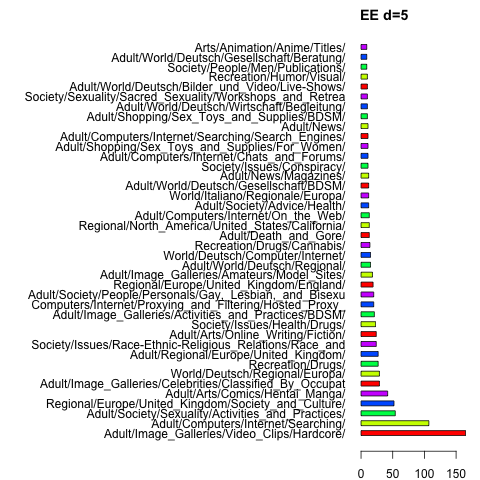 EE d=5
Arts/Animation/Anime/Titles/
Adult/World/Deutsch/Gesellschaft/Beratung/
Society/People/Men/Publications/
Recreation/Humor/Visual/
Adult/World/Deutsch/Bilder_und_Video/Live-Shows/
Society/Sexuality/Sacred_Sexuality/Workshops_and_Retrea
Adult/World/Deutsch/Wirtschaft/Begleitung/
Adult/Shopping/Sex_Toys_and_Supplies/BDSM/
Adult/News/
Adult/Computers/Internet/Searching/Search_Engines/
Adult/Shopping/Sex_Toys_and_Supplies/For_Women/
Adult/Computers/Internet/Chats_and_Forums/
Society/Issues/Conspiracy/
Adult/News/Magazines/
Adult/World/Deutsch/Gesellschaft/BDSM/
World/Italiano/Regionale/Europa/
Adult/Society/Advice/Health/
Adult/Computers/Internet/On_the_Web/
Regional/North_America/United_States/California/
Adult/Death_and_Gore/
Recreation/Drugs/Cannabis/
World/Deutsch/Computer/Internet/
Adult/World/Deutsch/Regional/
Adult/Image_Galleries/Amateurs/Model_Sites/
Regional/Europe/United_Kingdom/England/
Adult/Society/People/Personals/Gay,_Lesbian,_and_Bisexu
Computers/Internet/Proxying_and_Filtering/Hosted_Proxy_
Adult/Image_Galleries/Activities_and_Practices/BDSM/
Society/Issues/Health/Drugs/
Adult/Arts/Online_Writing/Fiction/
Society/Issues/Race-Ethnic-Religious_Relations/Race_and
Adult/Regional/Europe/United_Kingdom/
Recreation/Drugs/
World/Deutsch/Regional/Europa/
Adult/Image_Galleries/Celebrities/Classified_By_Occupat
Adult/Arts/Comics/Hentai_Manga/
Regional/Europe/United_Kingdom/Society_and_Culture/
Adult/Society/Sexuality/Activities_and_Practices/
Adult/Computers/Internet/Searching/
Adult/Image_Galleries/Video_Clips/Hardcore/
0 50 100 150